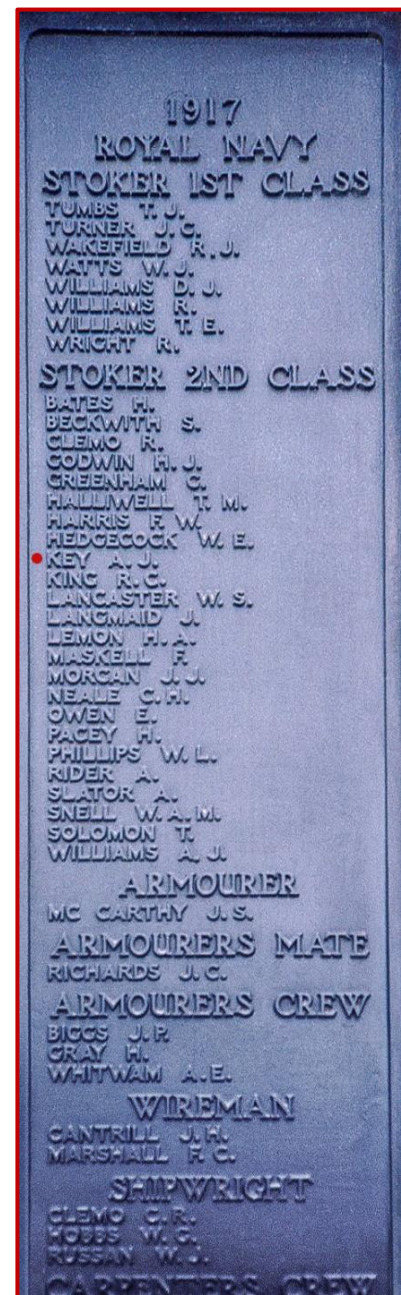 1917
ROYAL NAVY
STOKER 1ST CLASS
TUMBS T. J.
TURNER J. C.
WAKEFIELD R. J.
WATTS W. J.
WILLIAMS D. J.
WILLIAMS R.
WILLIAMS T. E.
WRIGHT R.
STOKER 2ND CLASS
BATES H.
BECKWITH S.
CLEMO R.
GODWIN H. J.
GREENHAM G.
HALLIWELL T. M.
HARRIS F. W.
HEDGECOCK W. E.
KEY A. J.
KING R. C.
LANCASTER W. S.
LANGMAID J.
LEMON H. A.
MASKELL F.
MORGAN J. J.
NEALE C. H.
OWEN E.
PACEY H.
PHILLIPS W. L.
RIDER A.
SLATOR A.
SNELL W. A. M.
SOLOMON T.
WILLIAMS A. J.
ARMOURER
MC CARTHY J. S.
ARMOURERS MATE
RICHARDS J. C.
ARMOURERS CREW
BIGGS J. P.
GRAY H.
WHITWAM A. E.
WIREMAN
CANTRILL J. H.
MARSHALL F. C.
SHIPWRIGHT
CLEMO G. R.
HOBBS W. G.
RUSSAN W. J.
CARPENTERS CREW